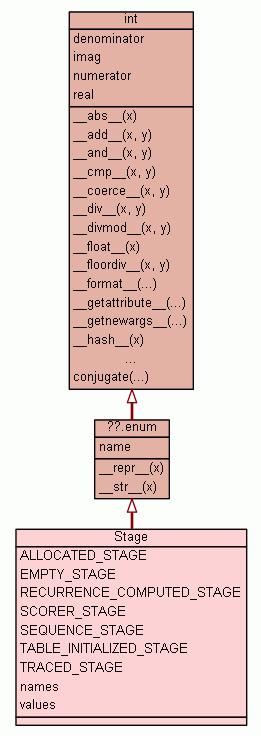 int
denominator
imag
numerator
real
__abs__(x)
__add__(x, y)
__and__(x, y)
__cmp__(x, y)
__coerce__(x, y)
__div__(x, y)
__divmod__(x, y)
__float__(x)
__floordiv__(x, y)
__format__(...)
__getattribute__(...)
__getnewargs__(...)
__hash__(x)
...
conjugate(...)
??.enum
name
__repr__(x)
__str__(x)
Stage
ALLOCATED_STAGE
EMPTY_STAGE
RECURRENCE_COMPUTED_STAGE
SCORER_STAGE
SEQUENCE_STAGE
TABLE_INITIALIZED_STAGE
TRACED_STAGE
names
values